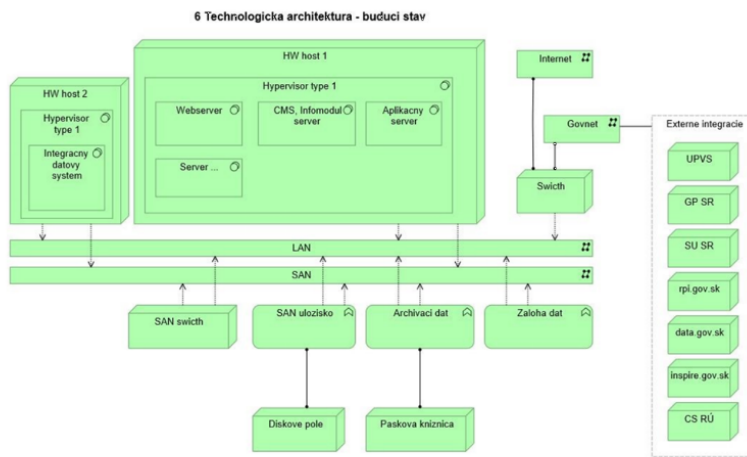 6 Technologicka architektura - buduci stav
HW host 1
Internet
HW host 2
Hypervisor type 1
Hypervisor
type 1
Webserver
CMS, Infomodul
server
Aplikacny
server
Govnet
Externe integracie
Integracny
datovy
system
UPVS
Server ...
Swicth
GP SR
LAN
SU SR
SAN
rpi.gov.sk
SAN swicth
SAN ulozisko
Archivaci dat
Zaloha dat
data.gov.sk
inspire.gov.sk
Diskove pole
Paskova kniznica
CS RÚ